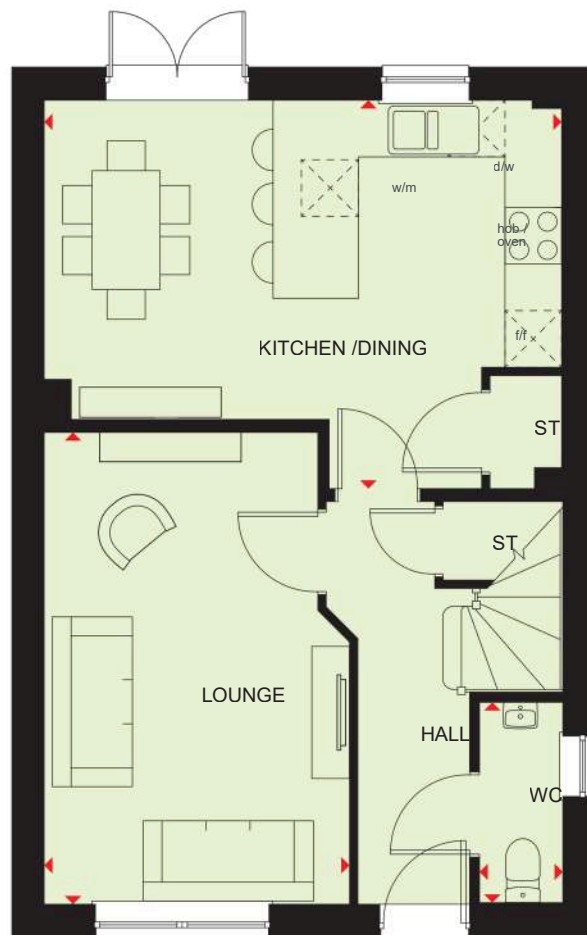 d/w
w/m
hob /
oven
f/f
KITCHEN /DINING
ST
ST
LOUNGE
HALL
WC